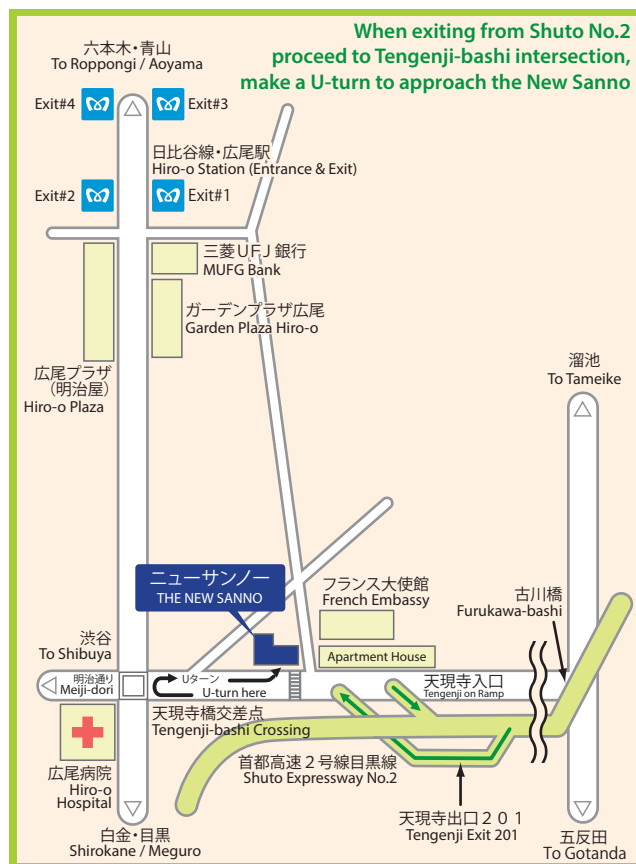 When exiting from Shuto No.2
proceed to Tengenji-bashi intersection,
make a U-turn to approach the New Sanno
六本木・青山
To Roppongi / Aoyama
Exit#4
Exit#3
日比谷線・広尾駅
Hiro-o Station (Entrance & Exit)
Exit#2
Exit#1
三菱UFJ銀行
MUFG Bank
ガーデンプラザ広尾
Garden Plaza Hiro-o
広尾プラザ
(明治屋)
Hiro-o Plaza
溜池
To Tameike
ニューサンノー
THE NEW SANNO
フランス大使館
French Embassy
古川橋
Furukawa-bashi
渋谷
To Shibuya
Apartment House
明治通り
Meiji-dori
Uターン
U-turn here
天現寺入口
Tengenji on Ramp
天現寺橋交差点
Tengenji-bashi Crossing
首都高速2号線目黒線
Shuto Expressway No.2
広尾病院
Hiro-o
Hospital
天現寺出口201
Tengenji Exit 201
白金・目黒
Shirokane / Meguro
五反田
To Gotanda